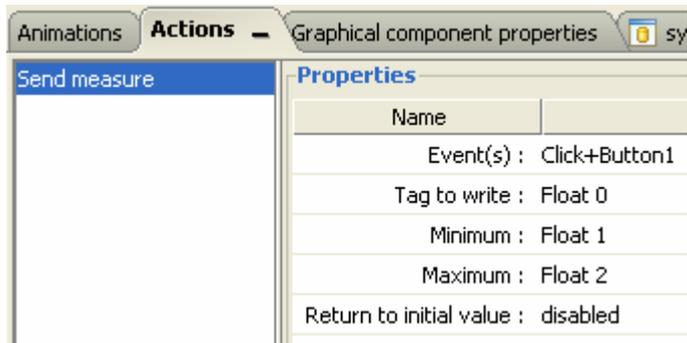 Animations Actions Graphical component properties sy
Send measure
Properties
Name
Event(s) : Click+Button1
Tag to write : Float 0
Minimum : Float 1
Maximum : Float 2
Return to initial value : disabled